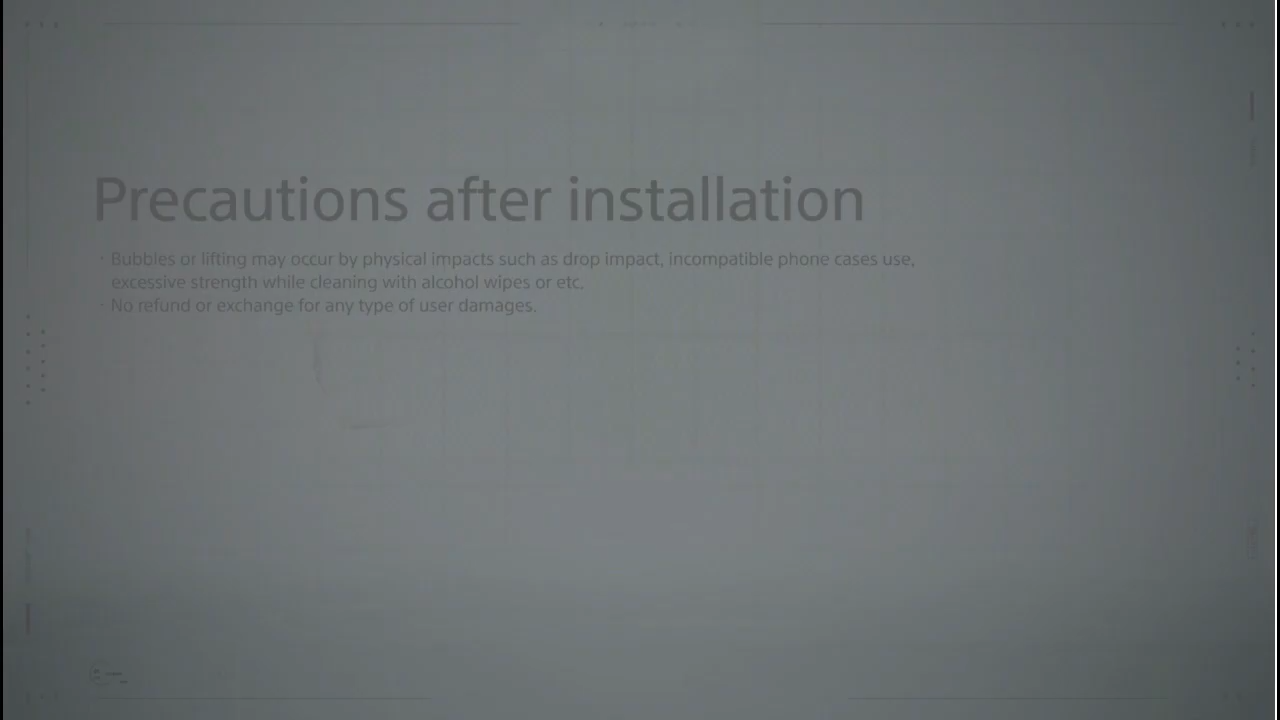 Precautions after installation
· Bubbles or lifting may occur by physical impacts such as drop impact, incompatible phone cases use,
excessive strength while cleaning with alcohol wipes or etc.
· No refund or exchange for any type of user damages.